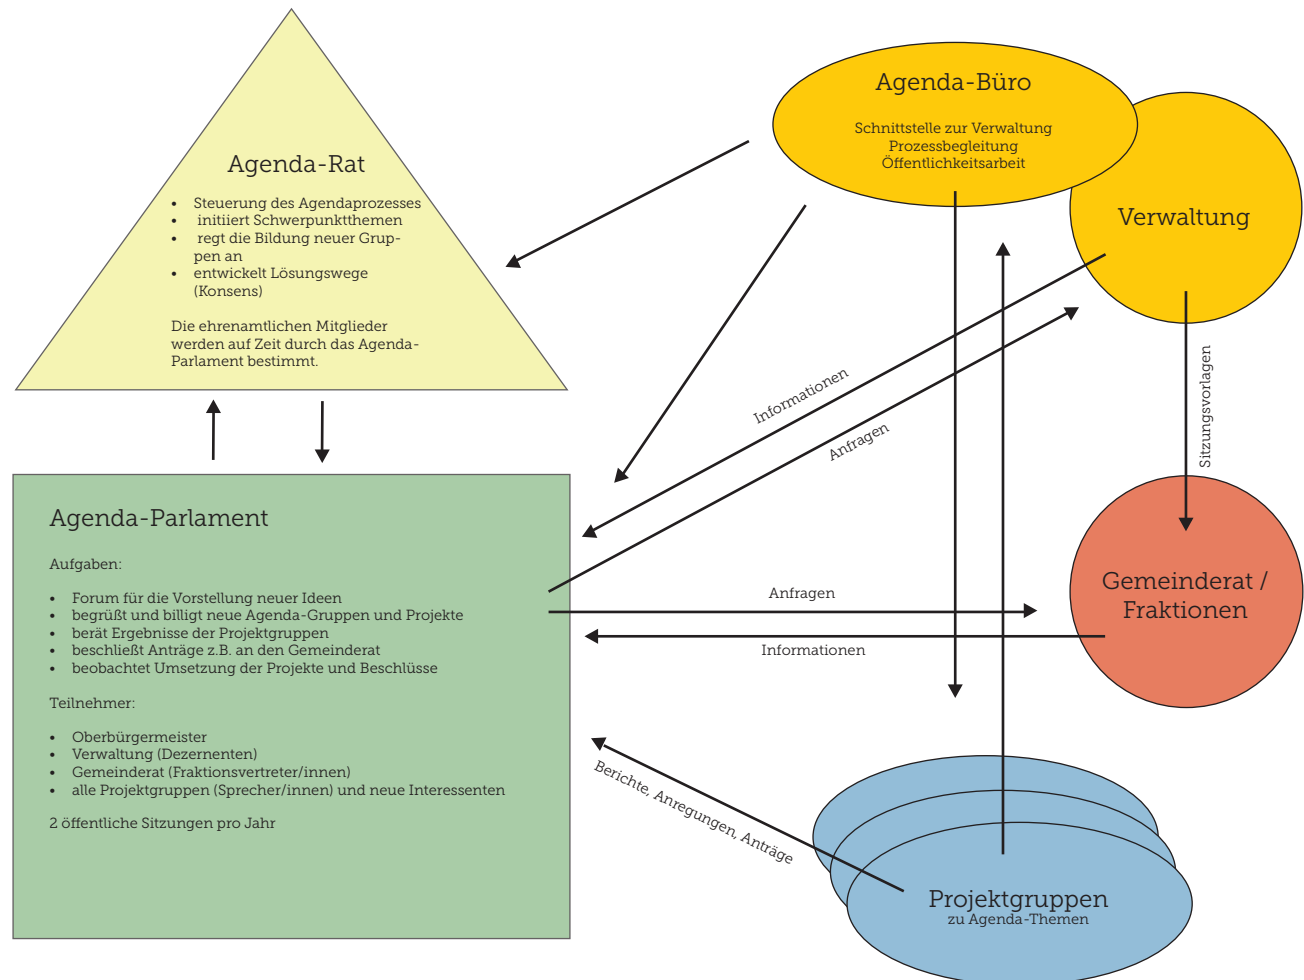 Agenda-Rat
• Steuerung des Agendaprozesses
• initiiert Schwerpunktthemen
• regt die Bildung neuer Grup-
pen an
• entwickelt Lösungswege
(Konsens)
Die ehrenamtlichen Mitglieder
werden auf Zeit durch das Agenda-
Parlament bestimmt.
Agenda-Büro
Schnittstelle zur Verwaltung
Prozessbegleitung
Öffentlichkeitsarbeit
Verwaltung
Informationen
Anfragen
Sitzungsvorlagen
Agenda-Parlament
Aufgaben:
• Forum für die Vorstellung neuer Ideen
• begrüßt und billigt neue Agenda-Gruppen und Projekte
• berät Ergebnisse der Projektgruppen
• beschließt Anträge z.B. an den Gemeinderat
• beobachtet Umsetzung der Projekte und Beschlüsse
Teilnehmer:
• Oberbürgermeister
• Verwaltung (Dezernenten)
• Gemeinderat (Fraktionsvertreter/innen)
• alle Projektgruppen (Sprecher/innen) und neue Interessenten
2 öffentliche Sitzungen pro Jahr
Anfragen
Informationen
Gemeinderat /
Fraktionen
Berichte, Anregungen, Anträge
Projektgruppen
zu Agenda-Themen